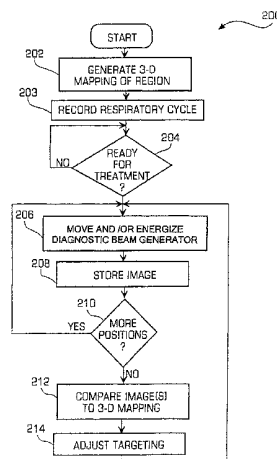 200
START
202
GENERATE 3-D
MAPPING OF REGION
203
RECORD RESPIRATORY CYCLE
204
READY
FOR
TREATMENT
?
NO
206
MOVE AND /OR ENERGIZE
DIAGNOSTIC BEAM GENERATOR
208
STORE IMAGE
210
MORE
POSITIONS
?
YES
NO
212
COMPARE IMAGE(S)
TO 3-D MAPPING
214
ADJUST TARGETING